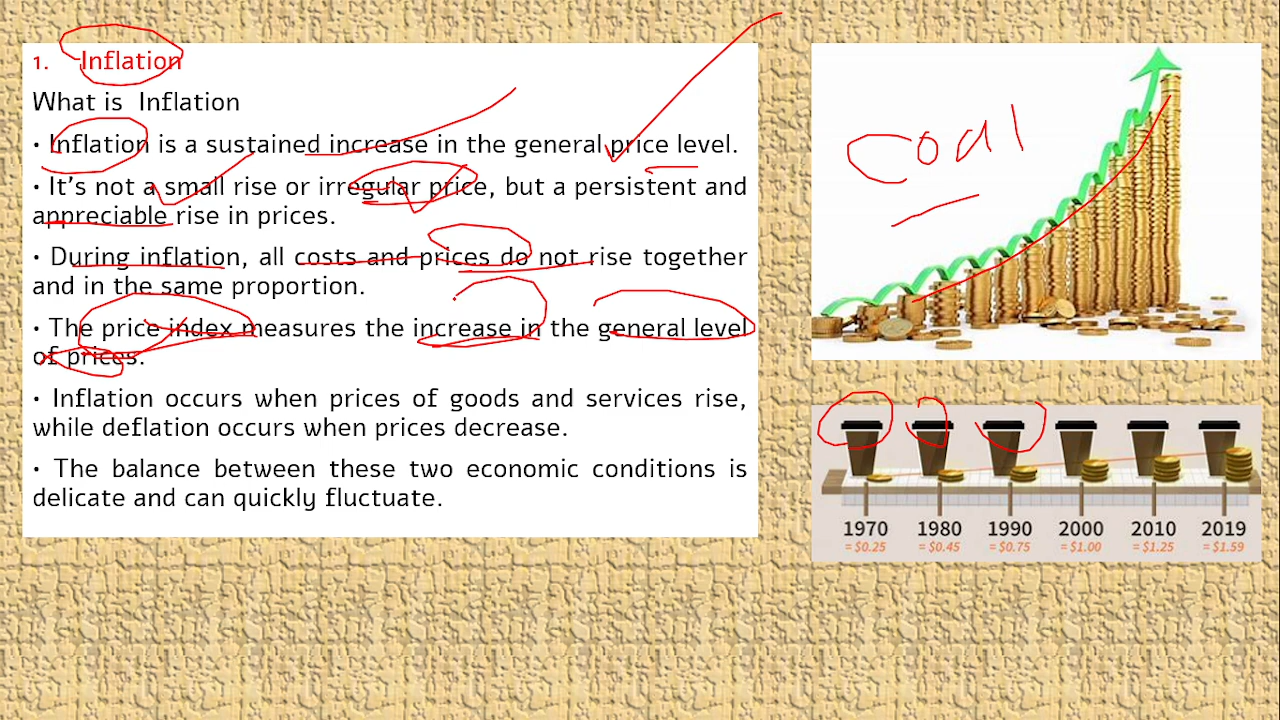 1. Inflation
What is Inflation
• Inflation is a sustained increase in the general price level.
• It's not a small rise or irregular price, but a persistent and
appreciable rise in prices.
• During inflation, all costs and prices do not rise together
and in the same proportion.
• The price index measures the increase in the general level
of prices.
• Inflation occurs when prices of goods and services rise,
while deflation occurs when prices decrease.
• The balance between these two economic conditions is
delicate and can quickly fluctuate.
Coal
1970 1980 1990 2000 2010 2019
= $0.25 = $0.45 = $0.75 = $1.00 = $1.25 = $1.59